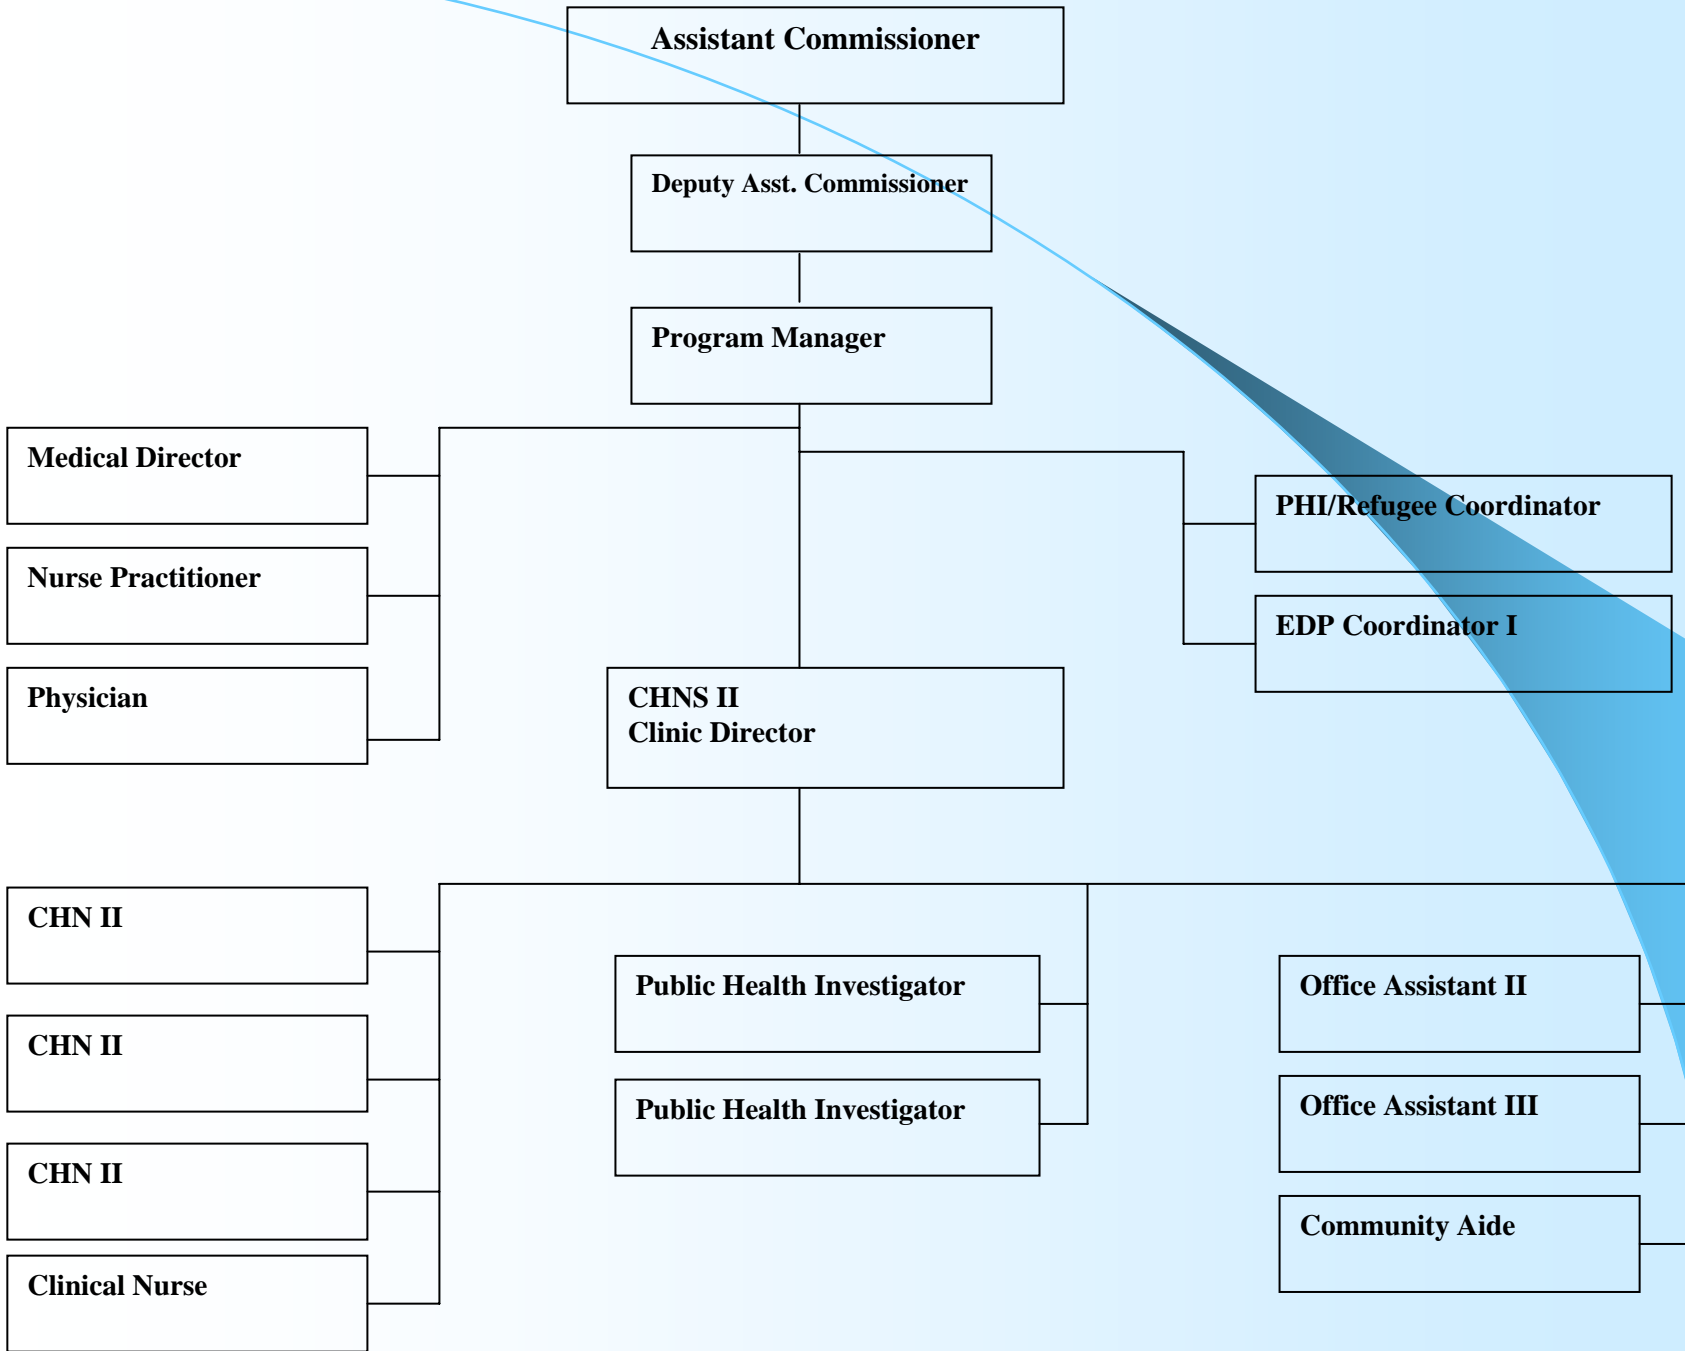 Assistant Commissioner
Deputy Asst. Commissioner
Program Manager
Medical Director
Nurse Practitioner
Physician
PHI/Refugee Coordinator
EDP Coordinator I
CHNS II
Clinic Director
CHN II
CHN II
CHN II
Clinical Nurse
Public Health Investigator
Public Health Investigator
Office Assistant II
Office Assistant III
Community Aide